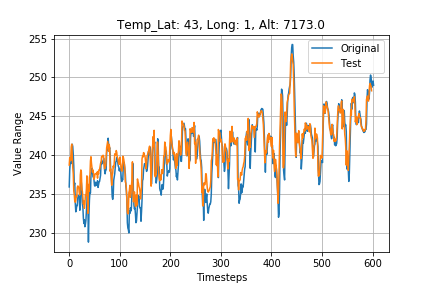 Temp_Lat: 43, Long: 1, Alt: 7173.0
255
250
245
240
235
230
Value Range
Original
Test
0 100 200 300 400 500 600
Timesteps